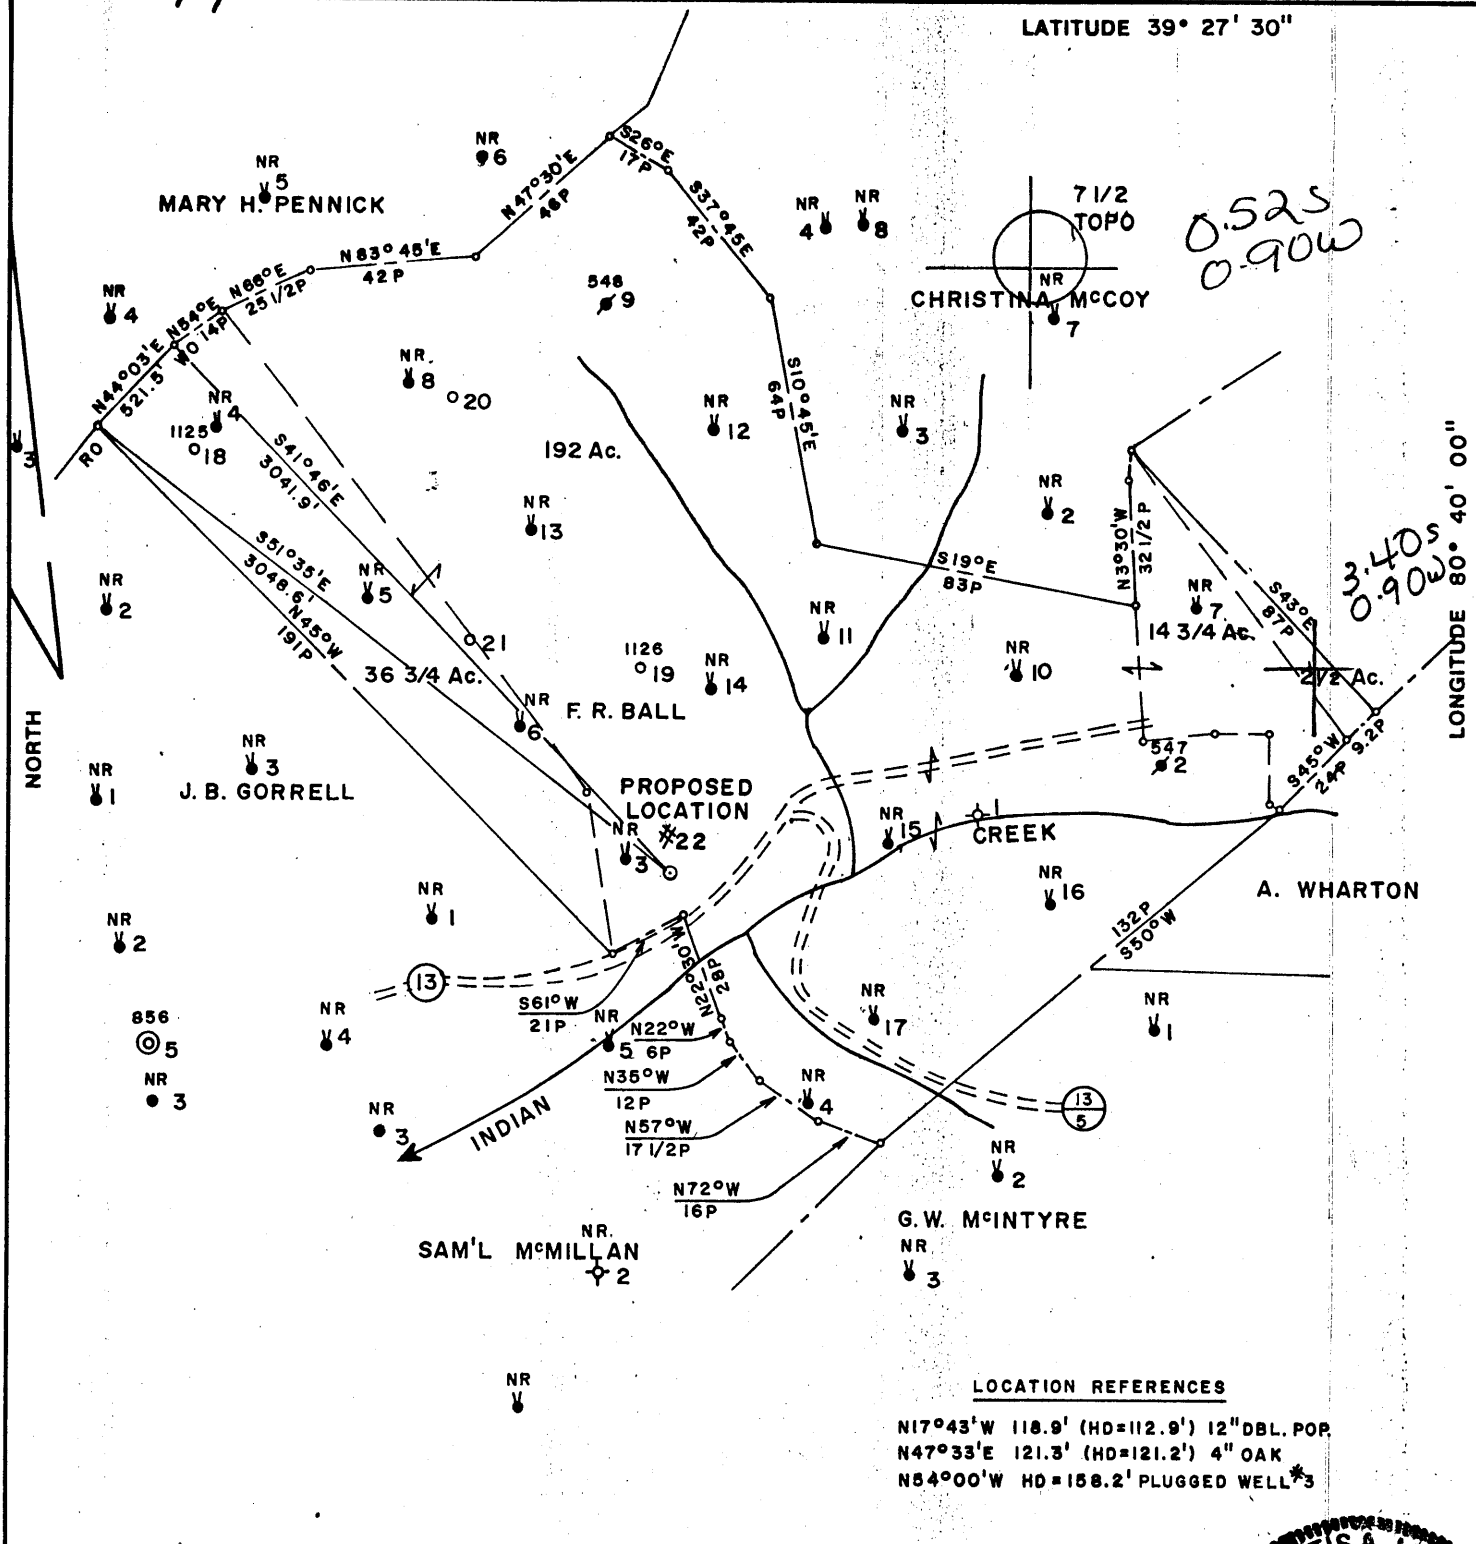 LATITUDE 39° 27' 30"
7 1/2
TOPO
0.52S
0.90W
NR
5
MARY H. PENNICK
NR
6
N47°30'E
46P
S26°E
17P
S37°45'E
42P
NR
4
NR
8
NR
CHRISTINA McCOY
7
N83°45'E
42P
N66°E
25 1/2P
N54°E
14P
WO
N44°03'E
521.5'
RO
NR
4
3
548
9
NR
8
20
NR
4
1125
18
S41°46'E
3041.9'
192 Ac.
NR
12
S10°45'E
64P
NR
3
NR
2
NR
13
S51°35'E
3048.6'
N45°W
191P
NR
5
NR
2
21
36 3/4 Ac.
1126
19
NR
14
NR
11
S19°E
83P
NR
10
N3°30'W
32 1/2 P
NR
7
14 3/4 Ac.
S43°E
87P
2 1/2 Ac.
3.40S
0.90W
LONGITUDE 80° 40' 00"
NORTH
NR
6
F. R. BALL
NR
3
NR
1
J. B. GORRELL
PROPOSED
LOCATION
#22
NR
3
547
2
S45°W
24P
9.2P
NR
15
1
CREEK
NR
16
A. WHARTON
132P
S50°W
NR
1
NR
2
13
S61°W
21P
N22°30'W
28P
NR
5
N22°W
6P
N35°W
12P
N57°W
17 1/2P
N72°W
16P
NR
17
NR
1
856
5
NR
4
NR
3
NR
3
INDIAN
NR
4
13
5
NR
2
G.W. McINTYRE
NR
3
SAM'L McMILLAN
NR
2
NR
LOCATION REFERENCES
N17°43'W 118.9' (HD=112.9') 12" DBL. POP.
N47°33'E 121.3' (HD=121.2') 4" OAK
N54°00'W HD=158.2' PLUGGED WELL #3